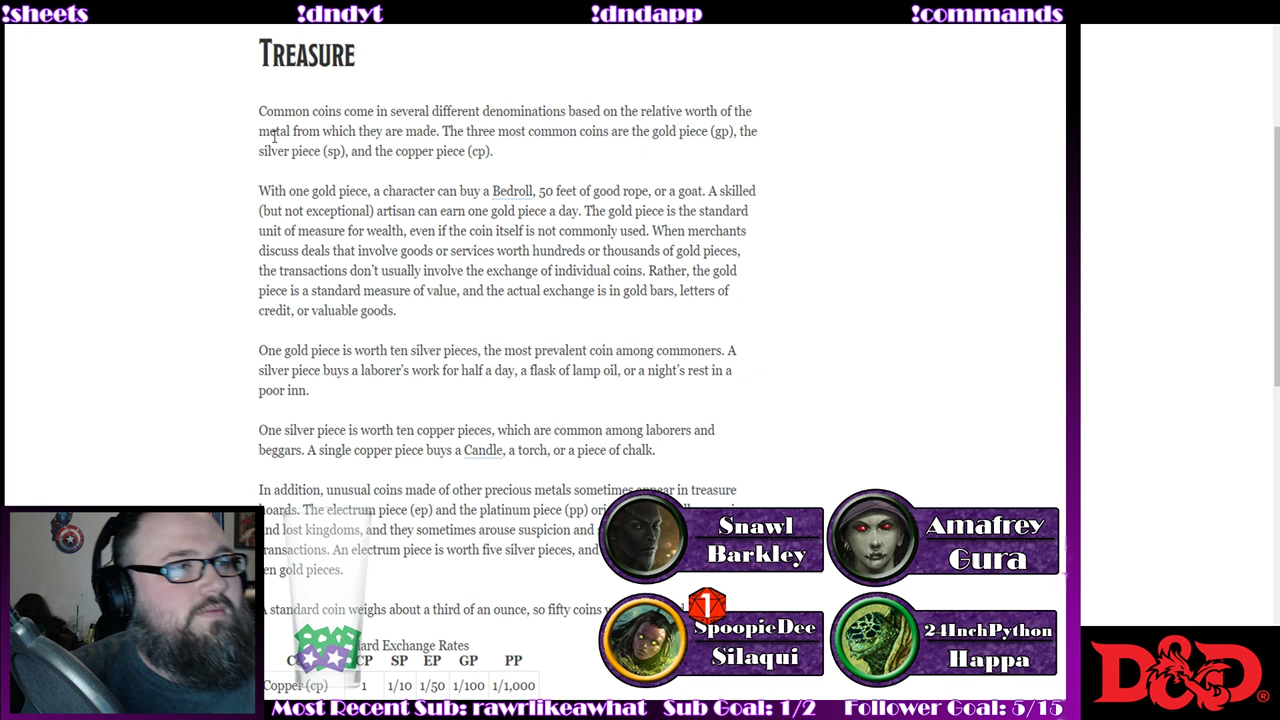 !sheets !dndyt !dndapp !commands
TREASURE
Common coins come in several different denominations based on the relative worth of the
metal from which they are made. The three most common coins are the gold piece (gp), the
silver piece (sp), and the copper piece (cp).
With one gold piece, a character can buy a Bedroll, 50 feet of good rope, or a goat. A skilled
(but not exceptional) artisan can earn one gold piece a day. The gold piece is the standard
unit of measure for wealth, even if the coin itself is not commonly used. When merchants
discuss deals that involve goods or services worth hundreds or thousands of gold pieces,
the transactions don't usually involve the exchange of individual coins. Rather, the gold
piece is a standard measure of value, and the actual exchange is in gold bars, letters of
credit, or valuable goods.
One gold piece is worth ten silver pieces, the most prevalent coin among commoners. A
silver piece buys a laborer's work for half a day, a flask of lamp oil, or a night's rest in a
poor inn.
One silver piece is worth ten copper pieces, which are common among laborers and
beggars. A single copper piece buys a Candle, a torch, or a piece of chalk.
In addition, unusual coins made of other precious metals sometimes appear in treasure
hoards. The electrum piece (ep) and the platinum piece (pp)
and lost kingdoms, and they sometimes arouse suspicion and
transactions. An electrum piece is worth five silver pieces, and
ten gold pieces.
A standard coin weighs about a third of an ounce, so fifty coins
Exchange Rates
CP SP EP GP PP
Copper (cp) 1 1/10 1/50 1/100 1/1,000
Snawl
Barkley
Amafrey
Gura
1
SpoopieDee
Silaqui
24InchPython
Happa
D&D
Most Recent Sub: rawrlikeawhat Sub Goal: 1/2 Follower Goal: 5/15